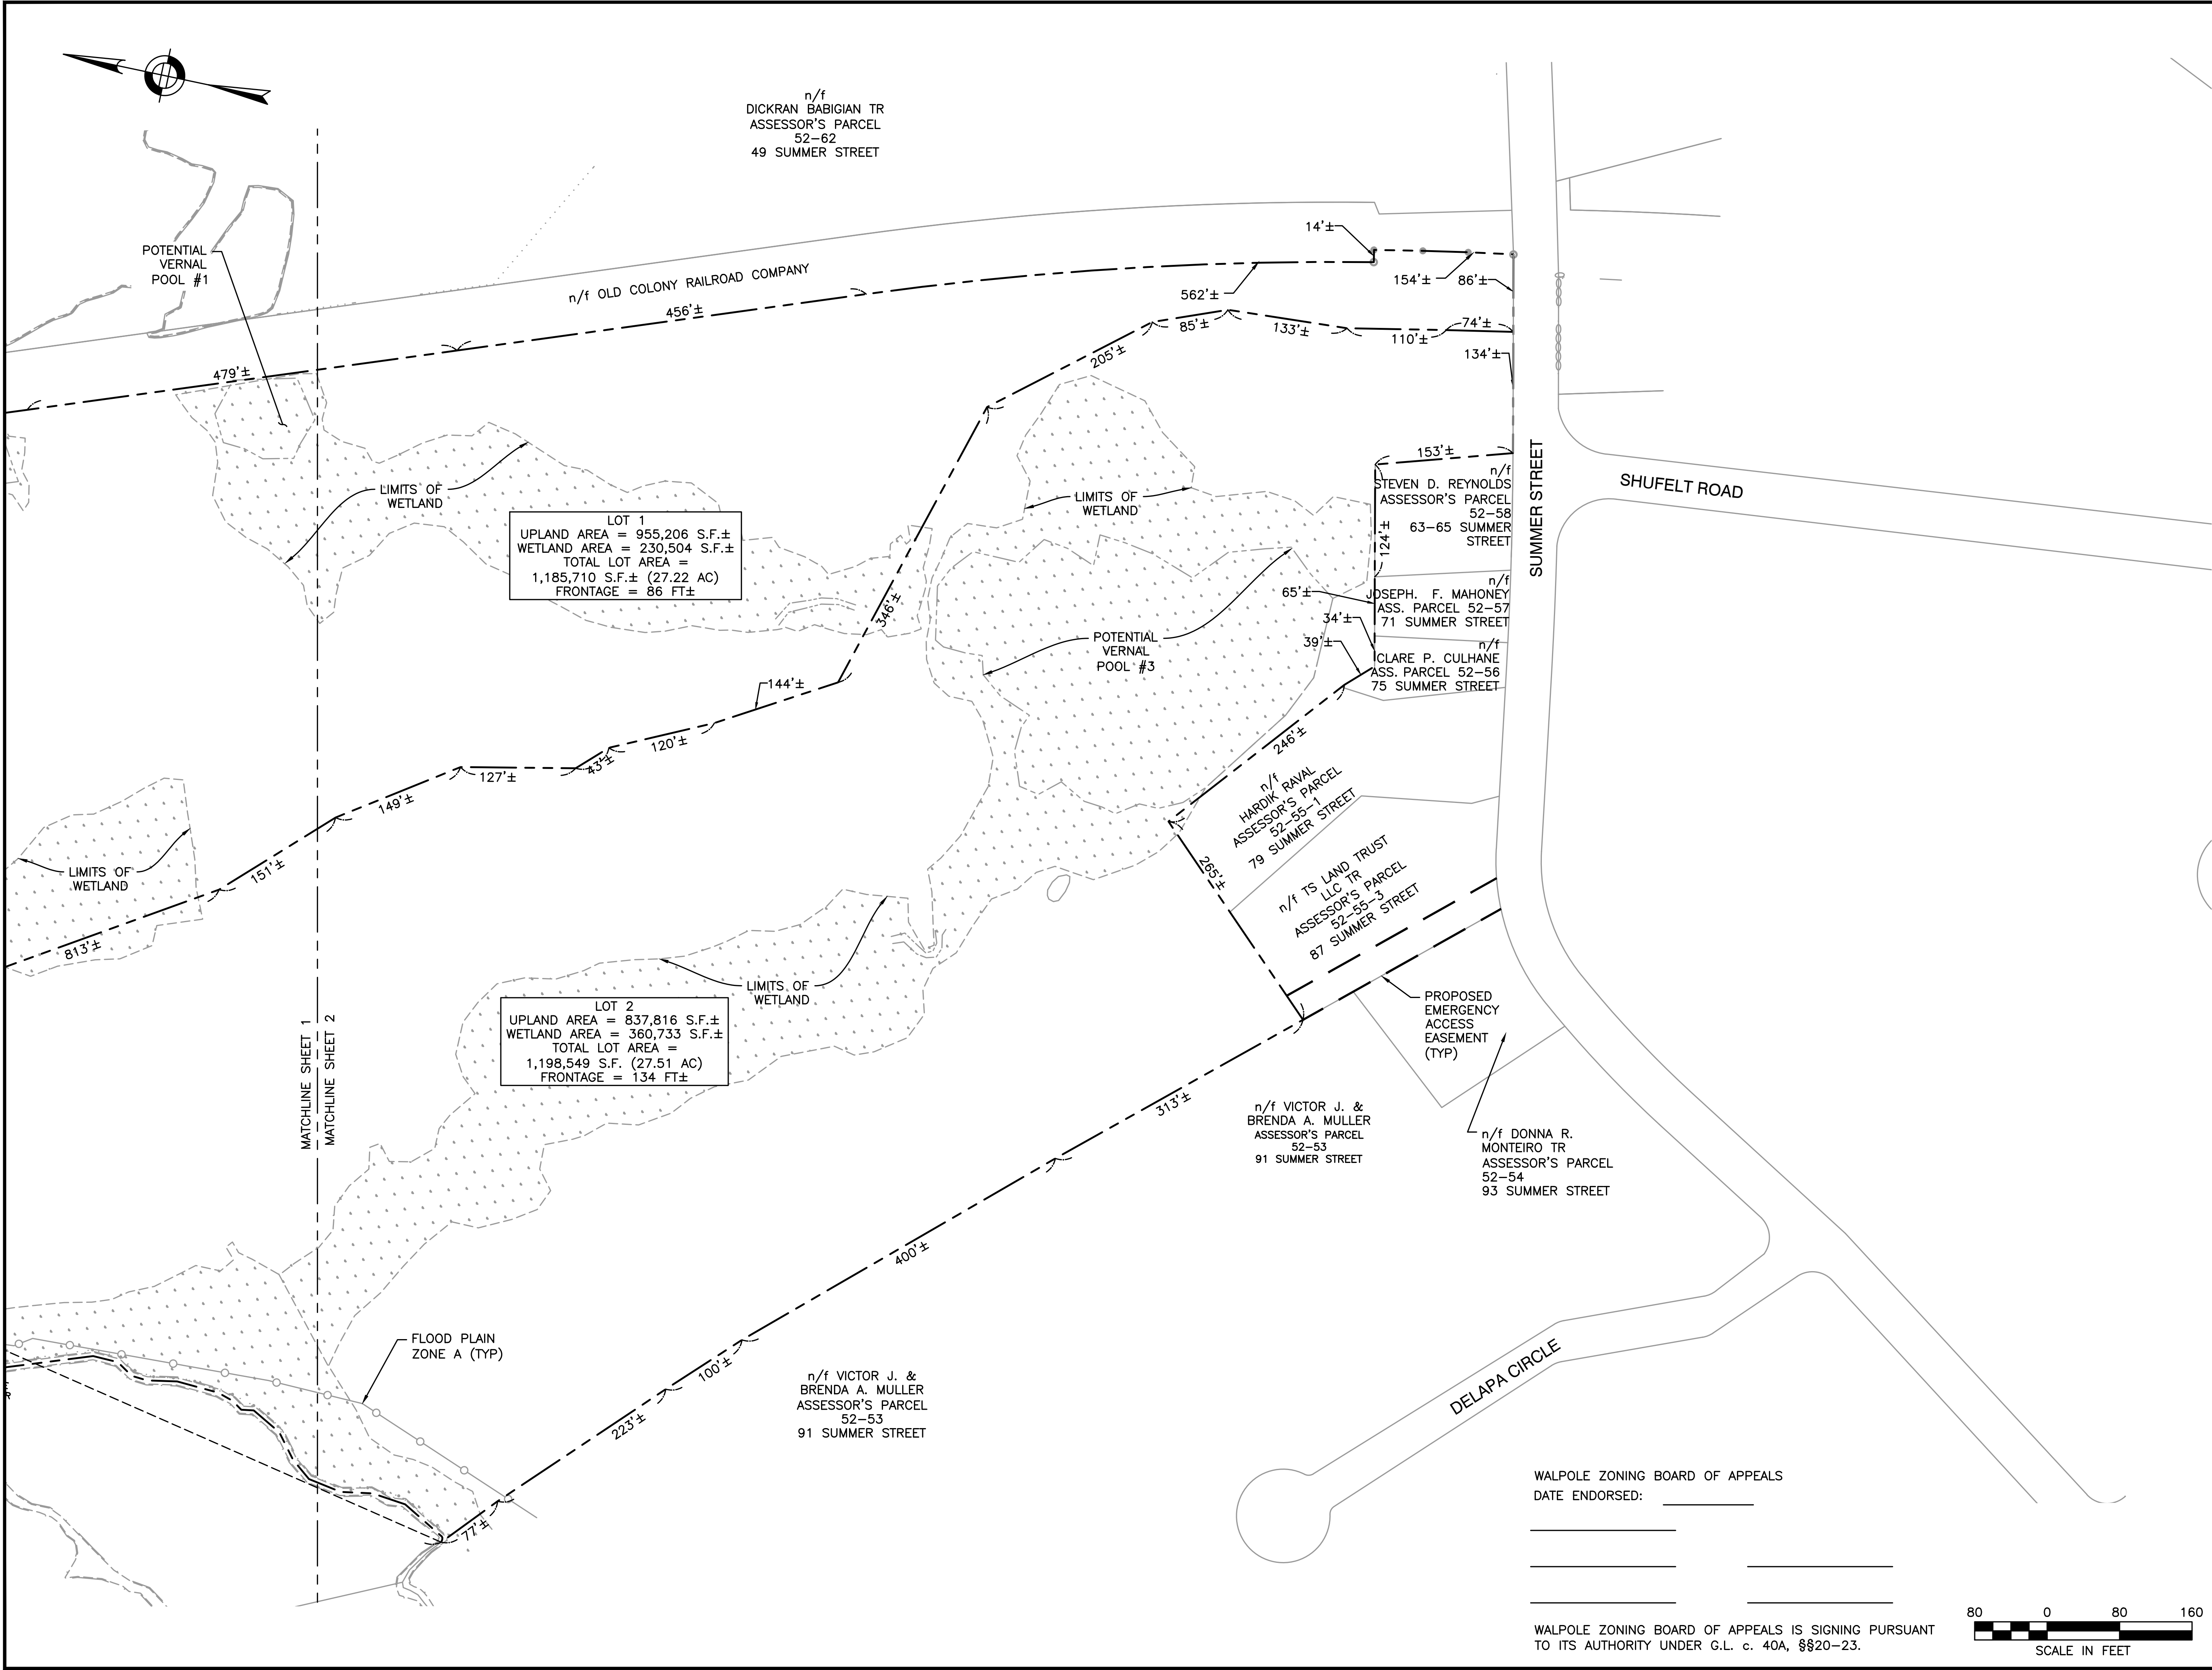 n/f
DICKRAN BABIGIAN TR
ASSESSOR'S PARCEL
52-62
49 SUMMER STREET
POTENTIAL
VERNAL
POOL #1
n/f OLD COLONY RAILROAD COMPANY
14'±
154'±
86'±
562'±
456'±
479'±
85'±
133'±
110'±
74'±
134'±
205'±
153'±
n/f
STEVEN D. REYNOLDS
ASSESSOR'S PARCEL
52-58
63-65 SUMMER
STREET
SUMMER STREET
SHUFELT ROAD
LIMITS OF
WETLAND
LIMITS OF
WETLAND
LOT 1
UPLAND AREA = 955,206 S.F.±
WETLAND AREA = 230,504 S.F.±
TOTAL LOT AREA =
1,185,710 S.F.± (27.22 AC)
FRONTAGE = 86 FT±
124'±
n/f
JOSEPH. F. MAHONEY
ASS. PARCEL 52-57
71 SUMMER STREET
65'±
34'±
39'±
346'±
POTENTIAL
VERNAL
POOL #3
n/f
CLARE P. CULHANE
ASS. PARCEL 52-56
75 SUMMER STREET
144'±
120'±
43'±
127'±
149'±
151'±
813'±
246'±
265'±
n/f
HARDIK RAVAL
ASSESSOR'S PARCEL
52-55-1
79 SUMMER STREET
n/f TS LAND TRUST
LLC TR
ASSESSOR'S PARCEL
52-55-3
87 SUMMER STREET
LIMITS OF
WETLAND
LIMITS OF
WETLAND
LOT 2
UPLAND AREA = 837,816 S.F.±
WETLAND AREA = 360,733 S.F.±
TOTAL LOT AREA =
1,198,549 S.F. (27.51 AC)
FRONTAGE = 134 FT±
MATCHLINE SHEET 1
MATCHLINE SHEET 2
PROPOSED
EMERGENCY
ACCESS
EASEMENT
(TYP)
313'±
n/f VICTOR J. &
BRENDA A. MULLER
ASSESSOR'S PARCEL
52-53
91 SUMMER STREET
n/f DONNA R.
MONTEIRO TR
ASSESSOR'S PARCEL
52-54
93 SUMMER STREET
400'±
FLOOD PLAIN
ZONE A (TYP)
100'±
223'±
77'±
n/f VICTOR J. &
BRENDA A. MULLER
ASSESSOR'S PARCEL
52-53
91 SUMMER STREET
DELAPA CIRCLE
WALPOLE ZONING BOARD OF APPEALS
DATE ENDORSED:
WALPOLE ZONING BOARD OF APPEALS IS SIGNING PURSUANT
TO ITS AUTHORITY UNDER G.L. c. 40A, §§20-23.
80 0 80 160
SCALE IN FEET